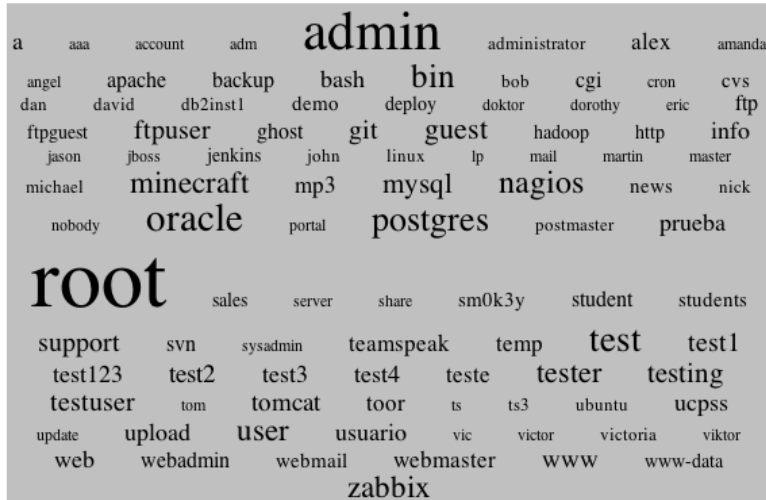 a aaa account adm admin administrator alex amanda
angel apache backup bash bin bob cgi cron cvs
dan david db2inst1 demo deploy doktor dorothy eric ftp
ftpguest ftpuser ghost git guest hadoop http info
jason jboss jenkins john linux lp mail martin master
michael minecraft mp3 mysql nagios news nick
nobody oracle portal postgres postmaster prueba
root sales server share sm0k3y student students
support svn sysadmin teamspeak temp test test1
test123 test2 test3 test4 teste tester testing
testuser tom tomcat toor ts ts3 ubuntu ucpss
update upload user usuario vic victor victoria viktor
web webadmin webmail webmaster www www-data
zabbix